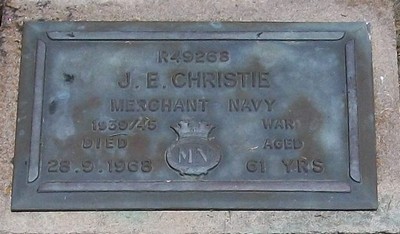 R49268
J. E. CHRISTIE
MERCHANT NAVY
1939/45 WAR
DIED AGED
28.9.1968 61 YRS
MN